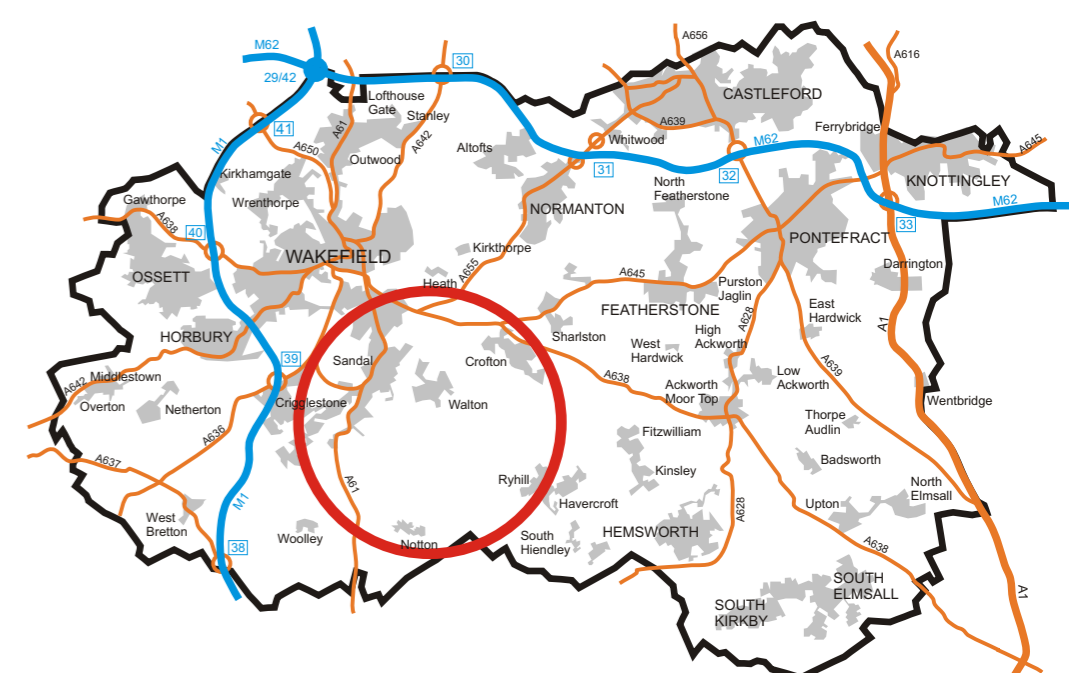 A656
M62
30
A616
29/42
CASTLEFORD
Lofthouse
Gate
Stanley
41
A61
A639
Ferrybridge
M1
A650
A642
Whitwood
M62
A645
Outwood
Altofts
31
32
Kirkhamgate
North
Featherstone
KNOTTINGLEY
Gawthorpe
Wrenthorpe
M62
A638
NORMANTON
33
40
PONTEFRACT
Kirkthorpe
WAKEFIELD
A655
Darrington
OSSETT
Heath
A645
Purston
Jaglin
FEATHERSTONE
East
Hardwick
A628
A1
HORBURY
Sharlston
High
Ackworth
West
Hardwick
39
Sandal
Crofton
A639
A642
Middlestown
A638
Low
Ackworth
Ackworth
Moor Top
Overton
Netherton
Crigglestone
Walton
Wentbridge
Thorpe
Audlin
A636
Fitzwilliam
A637
Badsworth
Kinsley
A61
Ryhill
North
Elmsall
M1
Havercroft
Upton
A628
West
Bretton
HEMSWORTH
Woolley
Notton
South
Hiendley
38
A638
SOUTH
ELMSALL
A1
SOUTH
KIRKBY